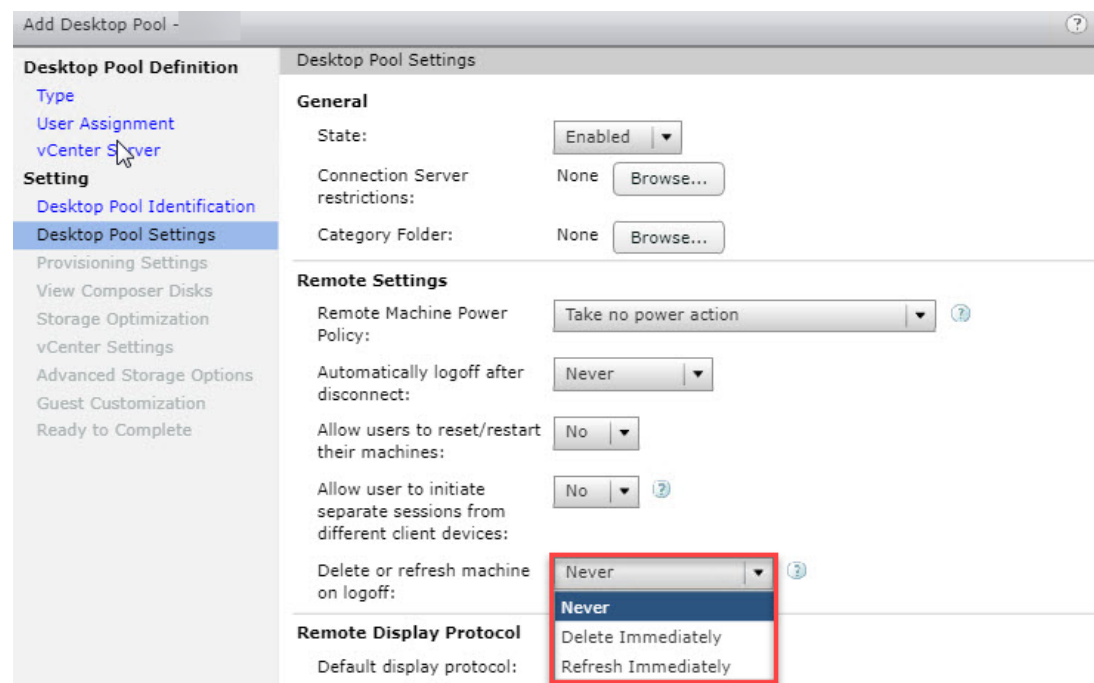 Add Desktop Pool -
?
Desktop Pool Definition
Type
User Assignment
vCenter Server
Setting
Desktop Pool Identification
Desktop Pool Settings
Provisioning Settings
View Composer Disks
Storage Optimization
vCenter Settings
Advanced Storage Options
Guest Customization
Ready to Complete
Desktop Pool Settings
General
State:
Enabled
Connection Server
restrictions:
None Browse...
Category Folder:
None Browse...
Remote Settings
Remote Machine Power
Policy:
Take no power action
?
Automatically logoff after
disconnect:
Never
Allow users to reset/restart
their machines:
No
Allow user to initiate
separate sessions from
different client devices:
No
?
Delete or refresh machine
on logoff:
Never
?
Never
Delete Immediately
Refresh Immediately
Remote Display Protocol
Default display protocol: